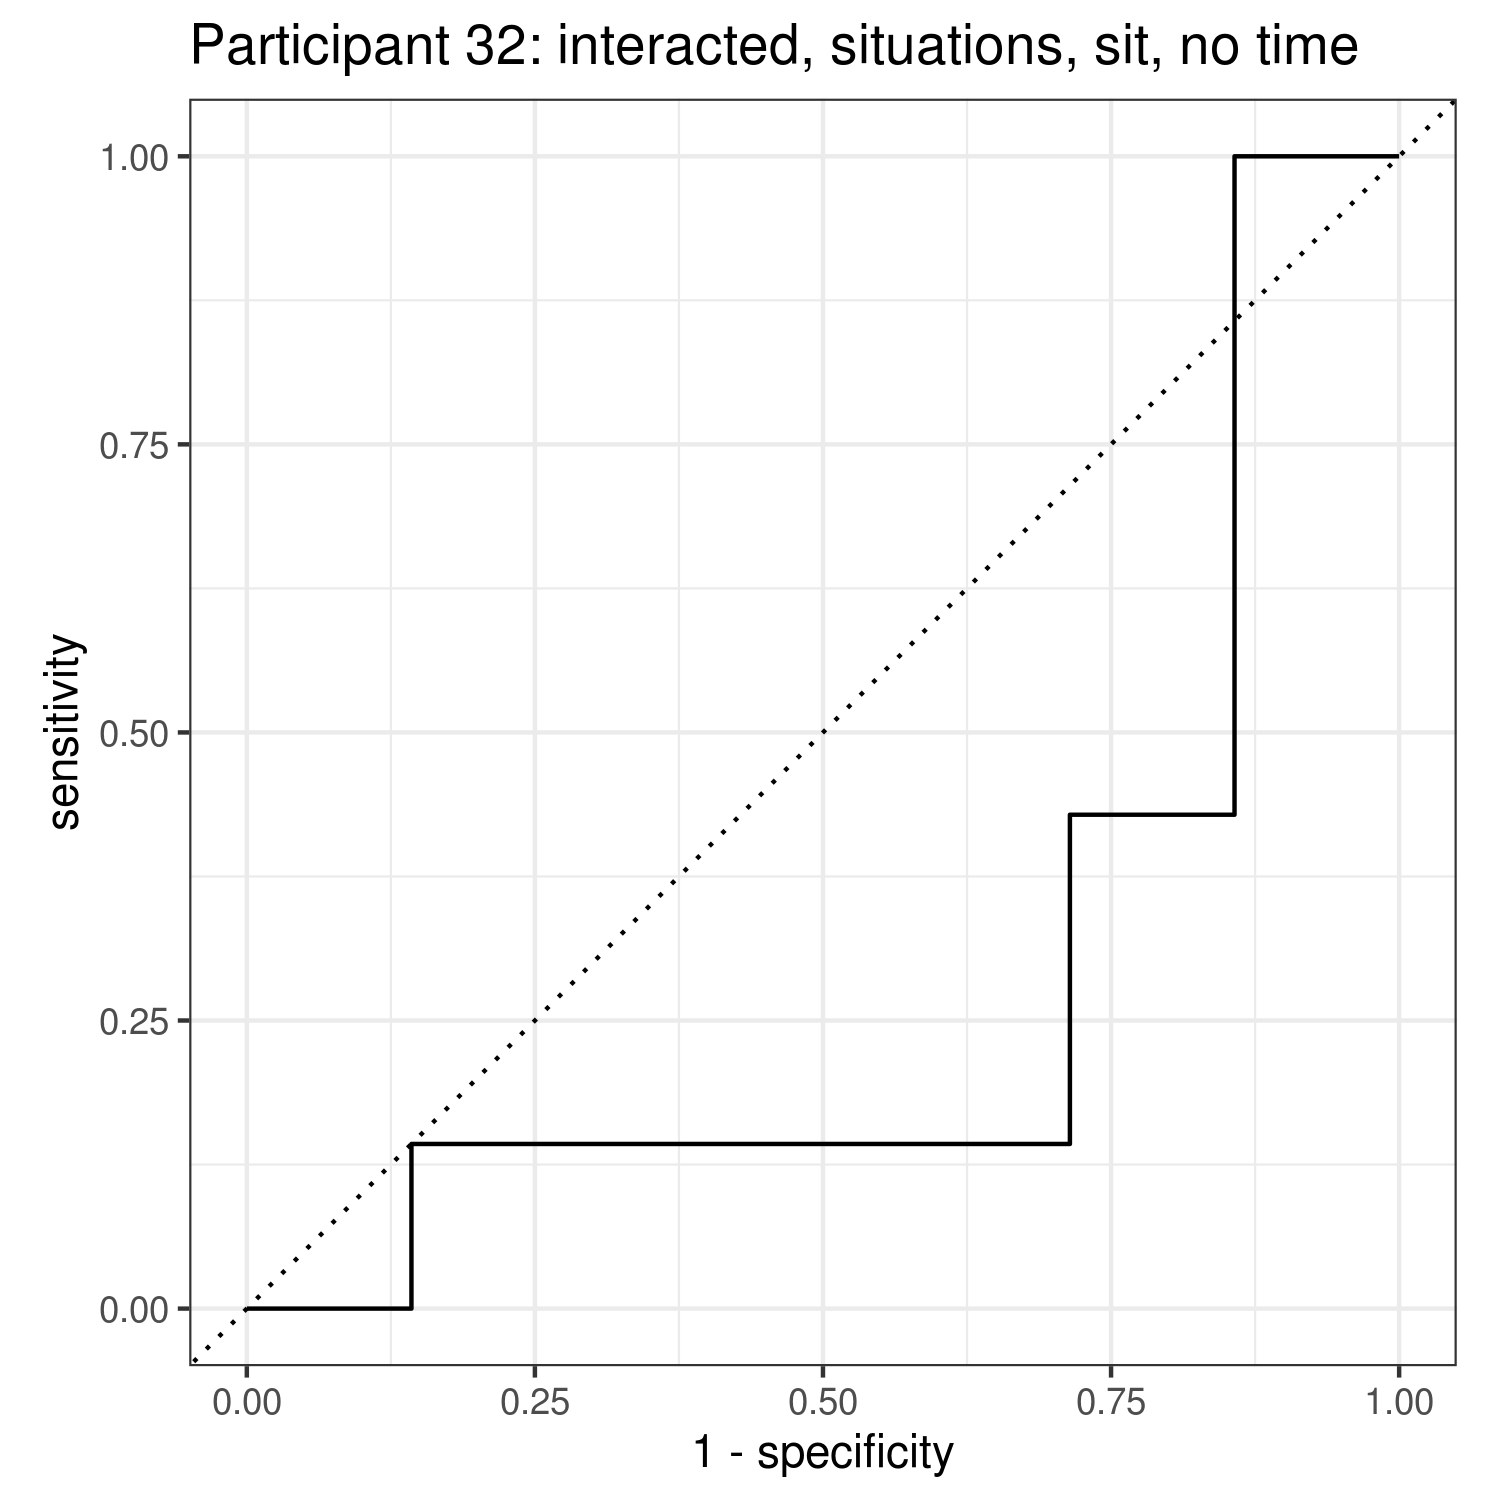 Participant 32: interacted, situations, sit, no time
1.00
0.75
0.50
0.25
0.00
sensitivity
0.00 0.25 0.50 0.75 1.00
1 - specificity